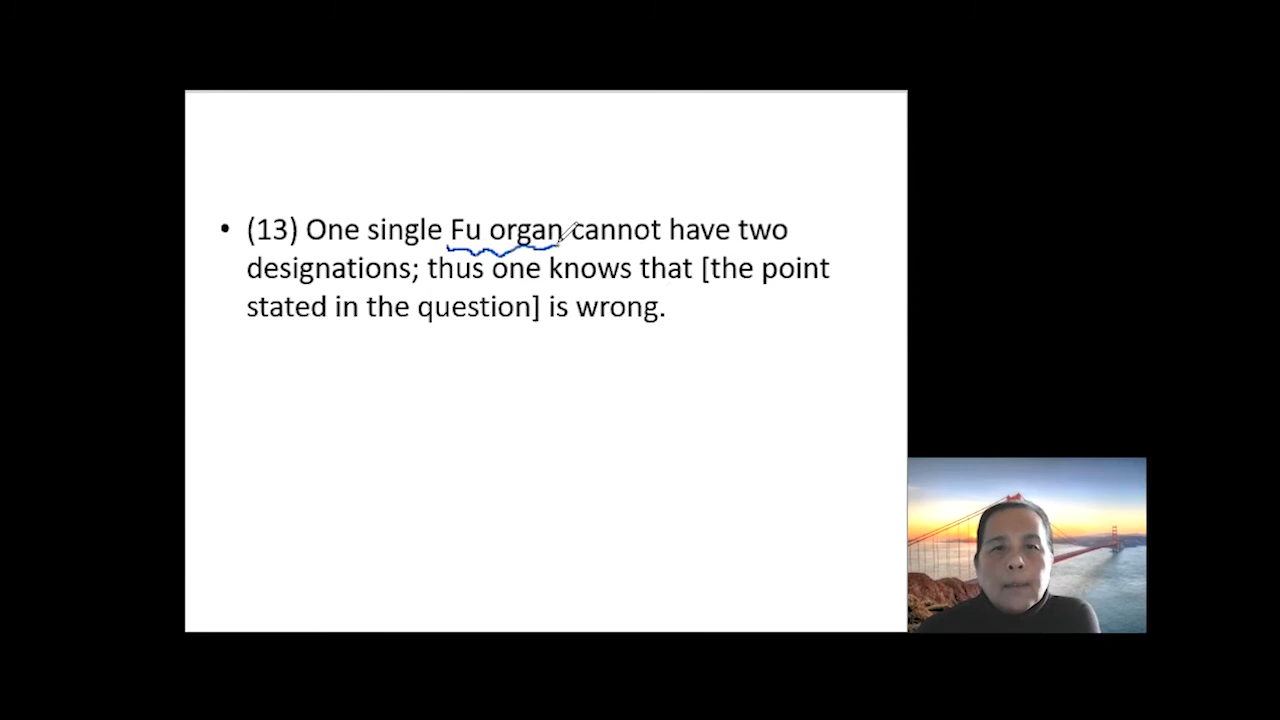 • (13) One single Fu organ cannot have two
designations; thus one knows that [the point
stated in the question] is wrong.